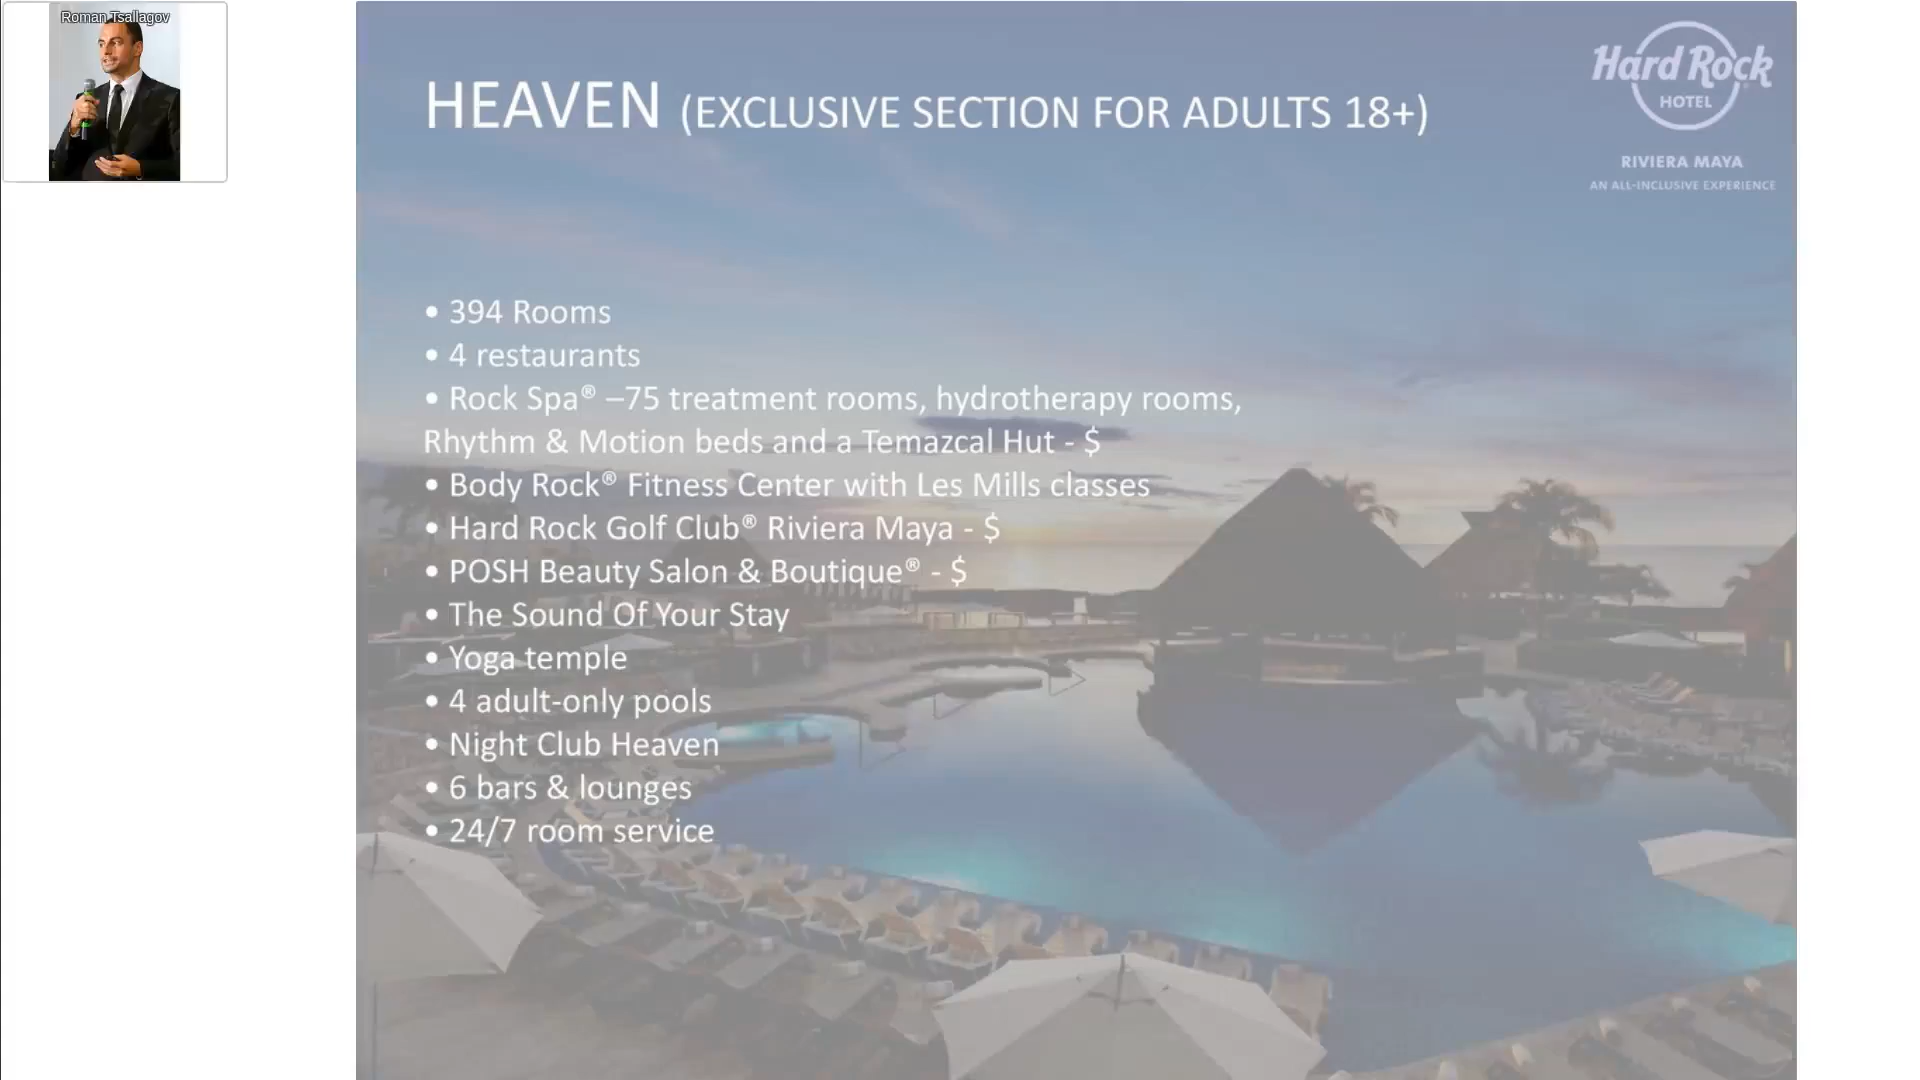 Roman Tsallagov
HEAVEN (EXCLUSIVE SECTION FOR ADULTS 18+)
Hard Rock
HOTEL
RIVIERA MAYA
AN ALL-INCLUSIVE EXPERIENCE
• 394 Rooms
• 4 restaurants
• Rock Spa® –75 treatment rooms, hydrotherapy rooms,
Rhythm & Motion beds and a Temazcal Hut - $
• Body Rock® Fitness Center with Les Mills classes
• Hard Rock Golf Club® Riviera Maya - $
• POSH Beauty Salon & Boutique® - $
• The Sound Of Your Stay
• Yoga temple
• 4 adult-only pools
• Night Club Heaven
• 6 bars & lounges
• 24/7 room service